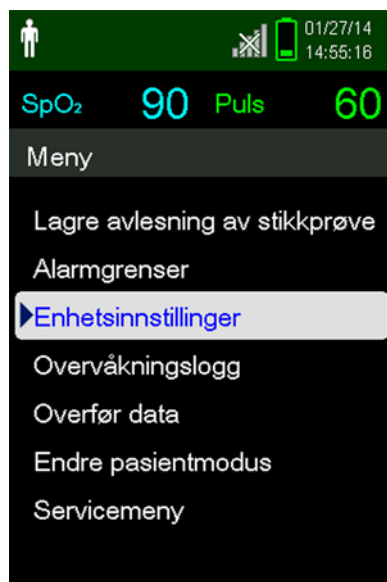 01/27/14
14:55:16
SpO₂ 90 Puls 60
Meny
Lagre avlesning av stikkprøve
Alarmgrenser
Enhetsinnstillinger
Overvåkningslogg
Overfør data
Endre pasientmodus
Servicemeny